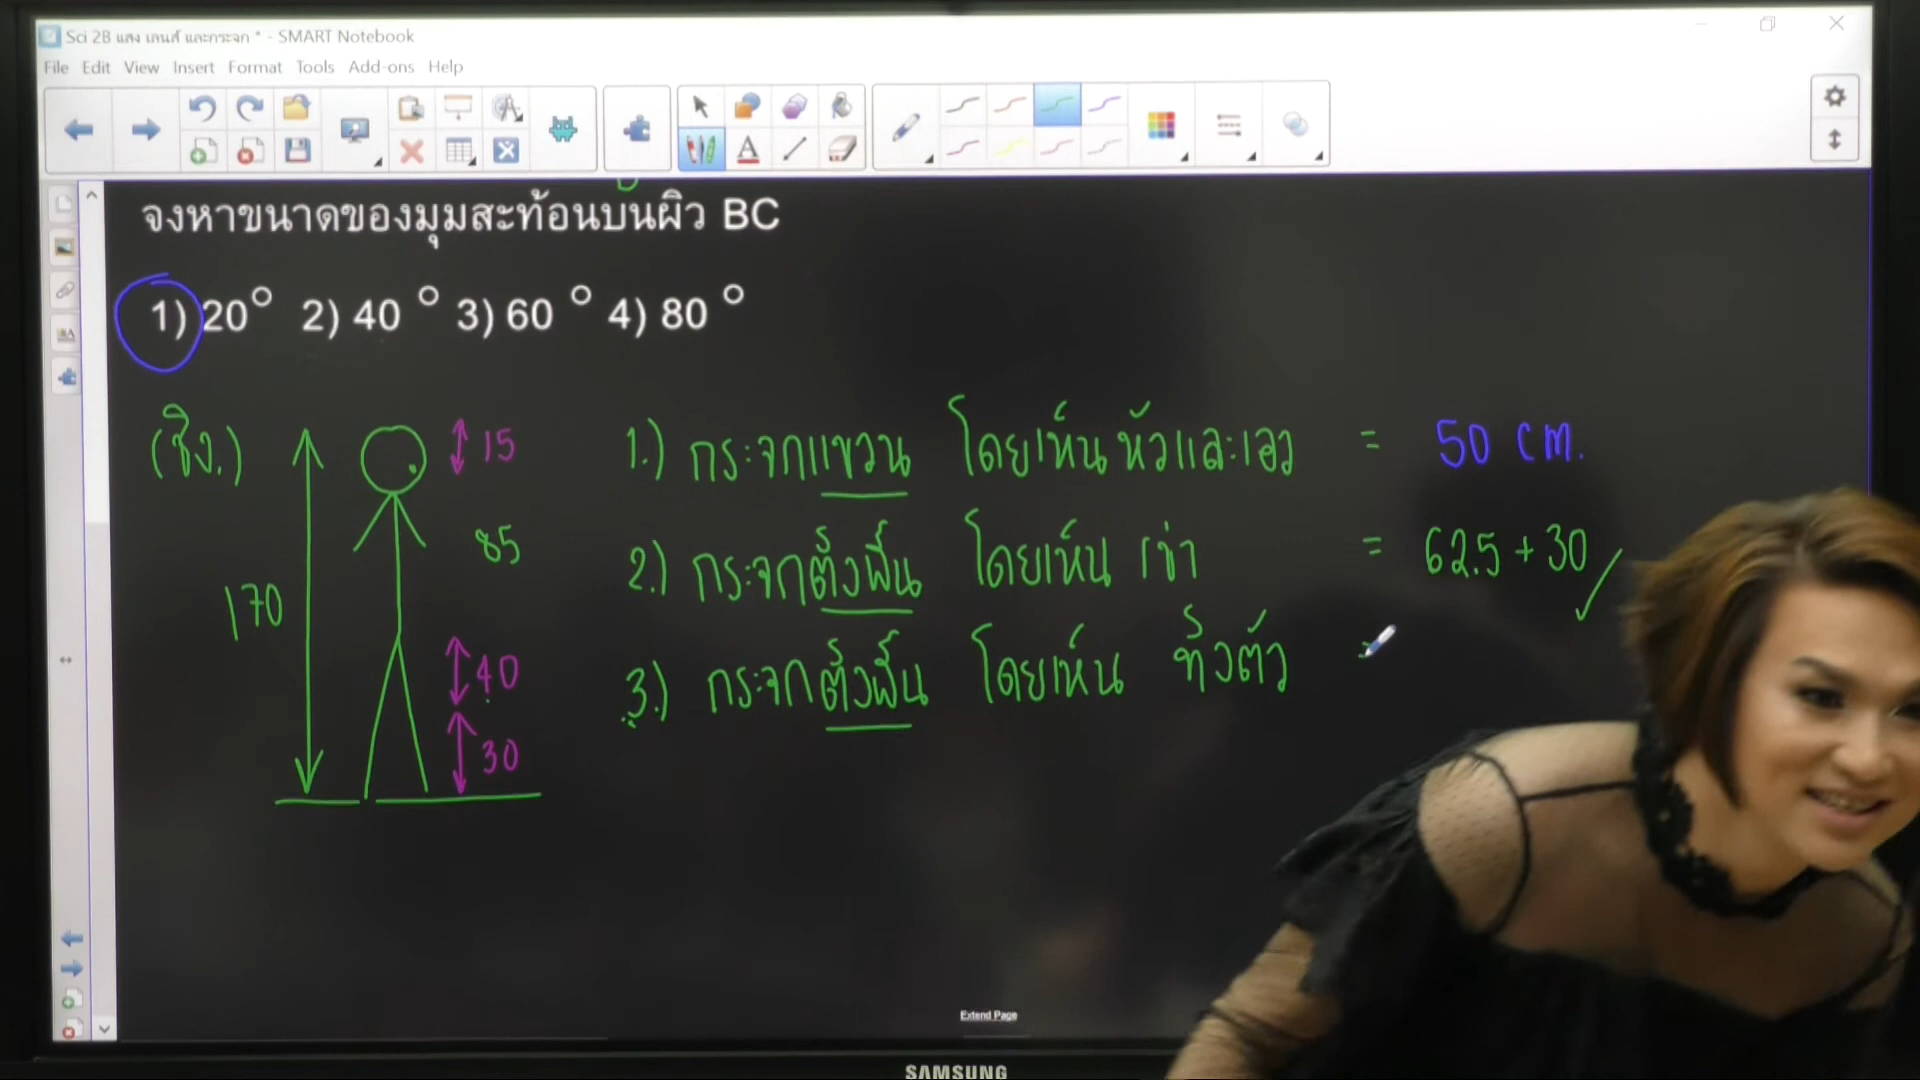 Sci 2B แสง เลนส์ และกระจก * - SMART Notebook
File Edit View Insert Format Tools Add-ons Help
จงหาขนาดของมุมสะท้อนบนผิว BC
1) 20° 2) 40° 3) 60° 4) 80°
(ชิง.)
15
85
170
40
30
1.) กระจกแขวน โดยเห็นหัวและเอว = 50 cm.
2.) กระจกตั้งพื้น โดยเห็น เข่า = 62.5 + 30
3.) กระจกตั้งพื้น โดยเห็น ทั้งตัว =
Extend Page
SAMSUNG